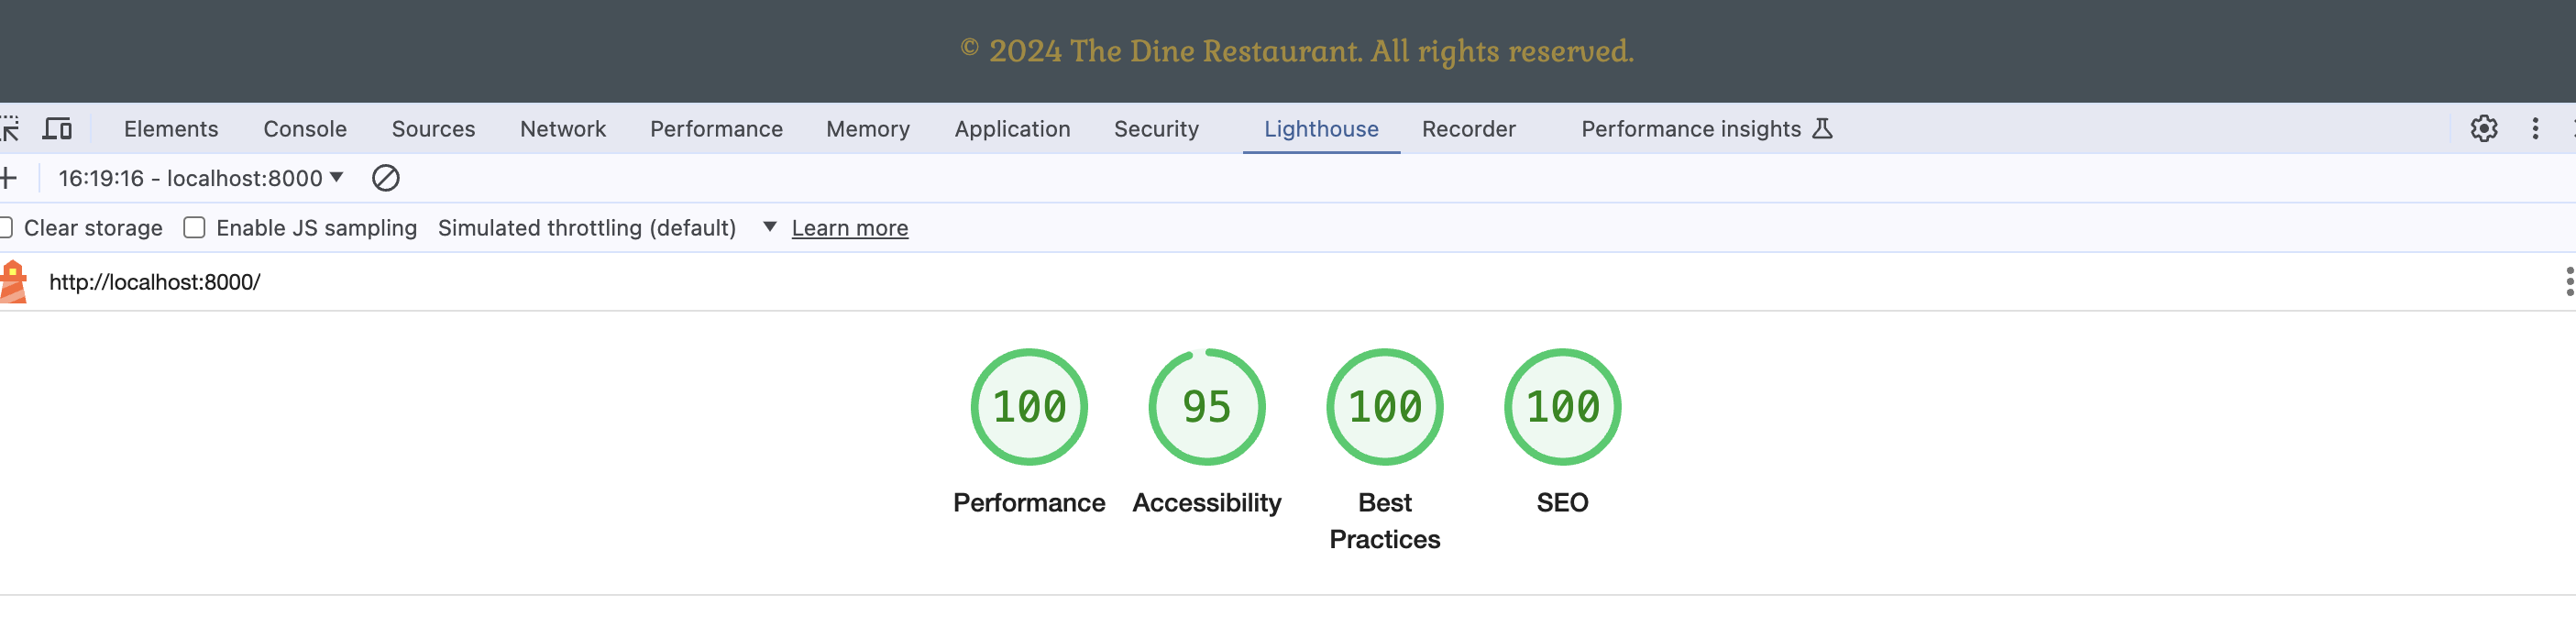 © 2024 The Dine Restaurant. All rights reserved.
Elements Console Sources Network Performance Memory Application Security Lighthouse Recorder Performance insights
16:19:16 - localhost:8000
Clear storage Enable JS sampling Simulated throttling (default) Learn more
http://localhost:8000/
100 95 100 100
Performance Accessibility Best Practices SEO